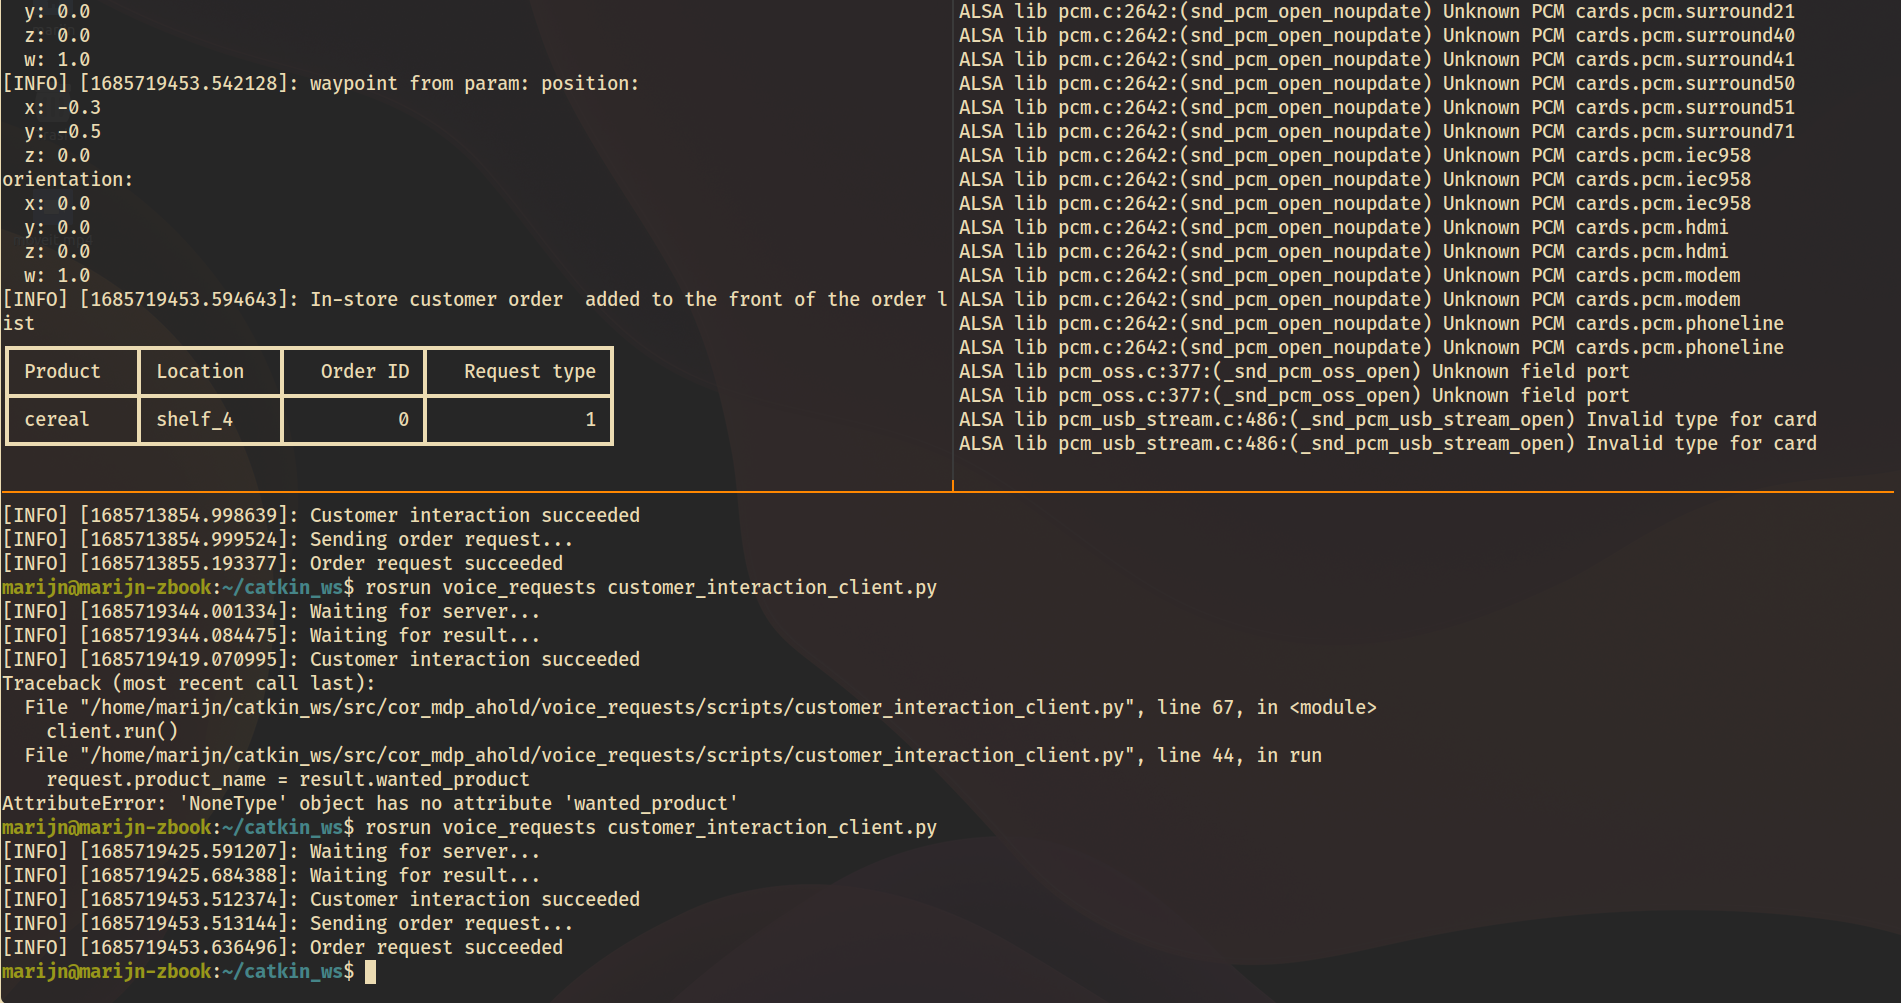 y: 0.0
z: 0.0
w: 1.0
[INFO] [1685719453.542128]: waypoint from param: position:
x: -0.3
y: -0.5
z: 0.0
orientation:
x: 0.0
y: 0.0
z: 0.0
w: 1.0
[INFO] [1685719453.594643]: In-store customer order  added to the front of the order l
ist
Product Location Order ID Request type
cereal shelf_4 0 1
ALSA lib pcm.c:2642:(snd_pcm_open_noupdate) Unknown PCM cards.pcm.surround21
ALSA lib pcm.c:2642:(snd_pcm_open_noupdate) Unknown PCM cards.pcm.surround40
ALSA lib pcm.c:2642:(snd_pcm_open_noupdate) Unknown PCM cards.pcm.surround41
ALSA lib pcm.c:2642:(snd_pcm_open_noupdate) Unknown PCM cards.pcm.surround50
ALSA lib pcm.c:2642:(snd_pcm_open_noupdate) Unknown PCM cards.pcm.surround51
ALSA lib pcm.c:2642:(snd_pcm_open_noupdate) Unknown PCM cards.pcm.surround71
ALSA lib pcm.c:2642:(snd_pcm_open_noupdate) Unknown PCM cards.pcm.iec958
ALSA lib pcm.c:2642:(snd_pcm_open_noupdate) Unknown PCM cards.pcm.iec958
ALSA lib pcm.c:2642:(snd_pcm_open_noupdate) Unknown PCM cards.pcm.iec958
ALSA lib pcm.c:2642:(snd_pcm_open_noupdate) Unknown PCM cards.pcm.hdmi
ALSA lib pcm.c:2642:(snd_pcm_open_noupdate) Unknown PCM cards.pcm.hdmi
ALSA lib pcm.c:2642:(snd_pcm_open_noupdate) Unknown PCM cards.pcm.modem
ALSA lib pcm.c:2642:(snd_pcm_open_noupdate) Unknown PCM cards.pcm.modem
ALSA lib pcm.c:2642:(snd_pcm_open_noupdate) Unknown PCM cards.pcm.phoneline
ALSA lib pcm.c:2642:(snd_pcm_open_noupdate) Unknown PCM cards.pcm.phoneline
ALSA lib pcm_oss.c:377:(_snd_pcm_oss_open) Unknown field port
ALSA lib pcm_oss.c:377:(_snd_pcm_oss_open) Unknown field port
ALSA lib pcm_usb_stream.c:486:(_snd_pcm_usb_stream_open) Invalid type for card
ALSA lib pcm_usb_stream.c:486:(_snd_pcm_usb_stream_open) Invalid type for card
[INFO] [1685713854.998639]: Customer interaction succeeded
[INFO] [1685713854.999524]: Sending order request...
[INFO] [1685713855.193377]: Order request succeeded
marijn@marijn-zbook:~/catkin_ws$ rosrun voice_requests customer_interaction_client.py
[INFO] [1685719344.001334]: Waiting for server...
[INFO] [1685719344.084475]: Waiting for result...
[INFO] [1685719419.070995]: Customer interaction succeeded
Traceback (most recent call last):
File "/home/marijn/catkin_ws/src/cor_mdp_ahold/voice_requests/scripts/customer_interaction_client.py", line 67, in <module>
client.run()
File "/home/marijn/catkin_ws/src/cor_mdp_ahold/voice_requests/scripts/customer_interaction_client.py", line 44, in run
request.product_name = result.wanted_product
AttributeError: 'NoneType' object has no attribute 'wanted_product'
marijn@marijn-zbook:~/catkin_ws$ rosrun voice_requests customer_interaction_client.py
[INFO] [1685719425.591207]: Waiting for server...
[INFO] [1685719425.684388]: Waiting for result...
[INFO] [1685719453.512374]: Customer interaction succeeded
[INFO] [1685719453.513144]: Sending order request...
[INFO] [1685719453.636496]: Order request succeeded
marijn@marijn-zbook:~/catkin_ws$